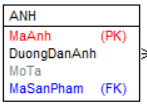 ANH
MaAnh (PK)
DuongDanAnh
MoTa
MaSanPham (FK)